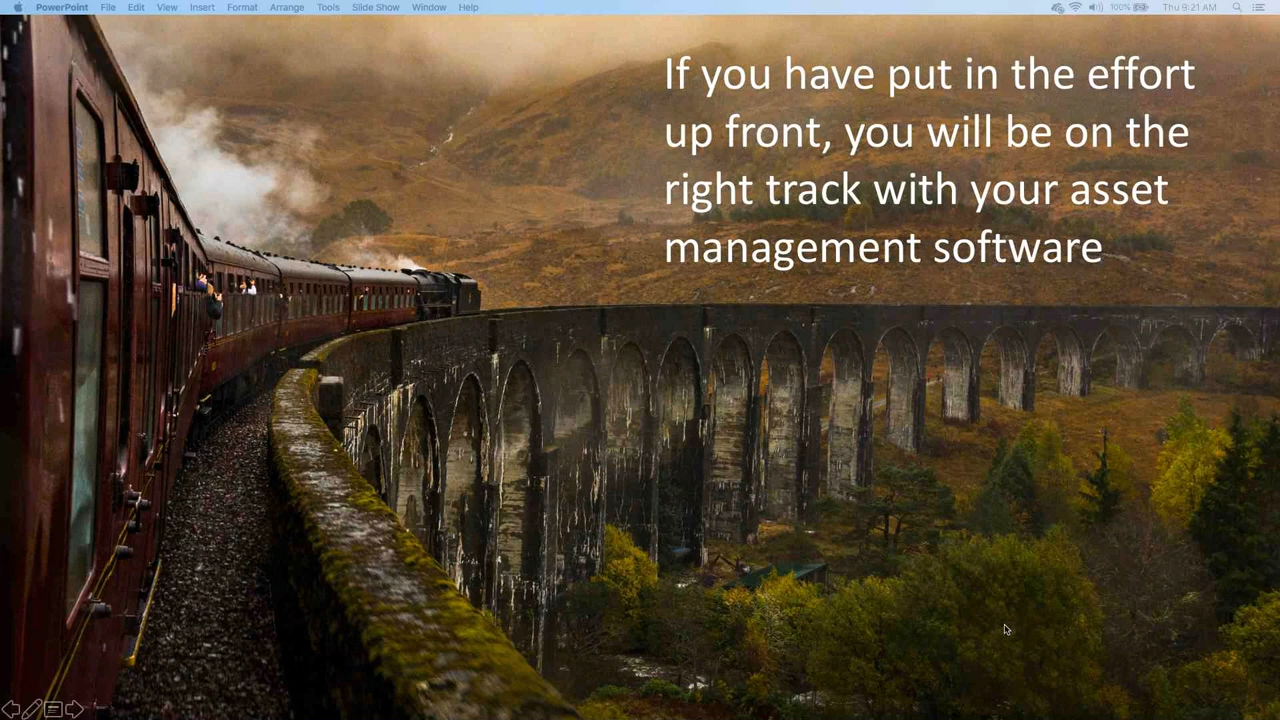 PowerPoint File Edit View Insert Format Arrange Tools Slide Show Window Help 100% Thu 9:21 AM
If you have put in the effort
up front, you will be on the
right track with your asset
management software